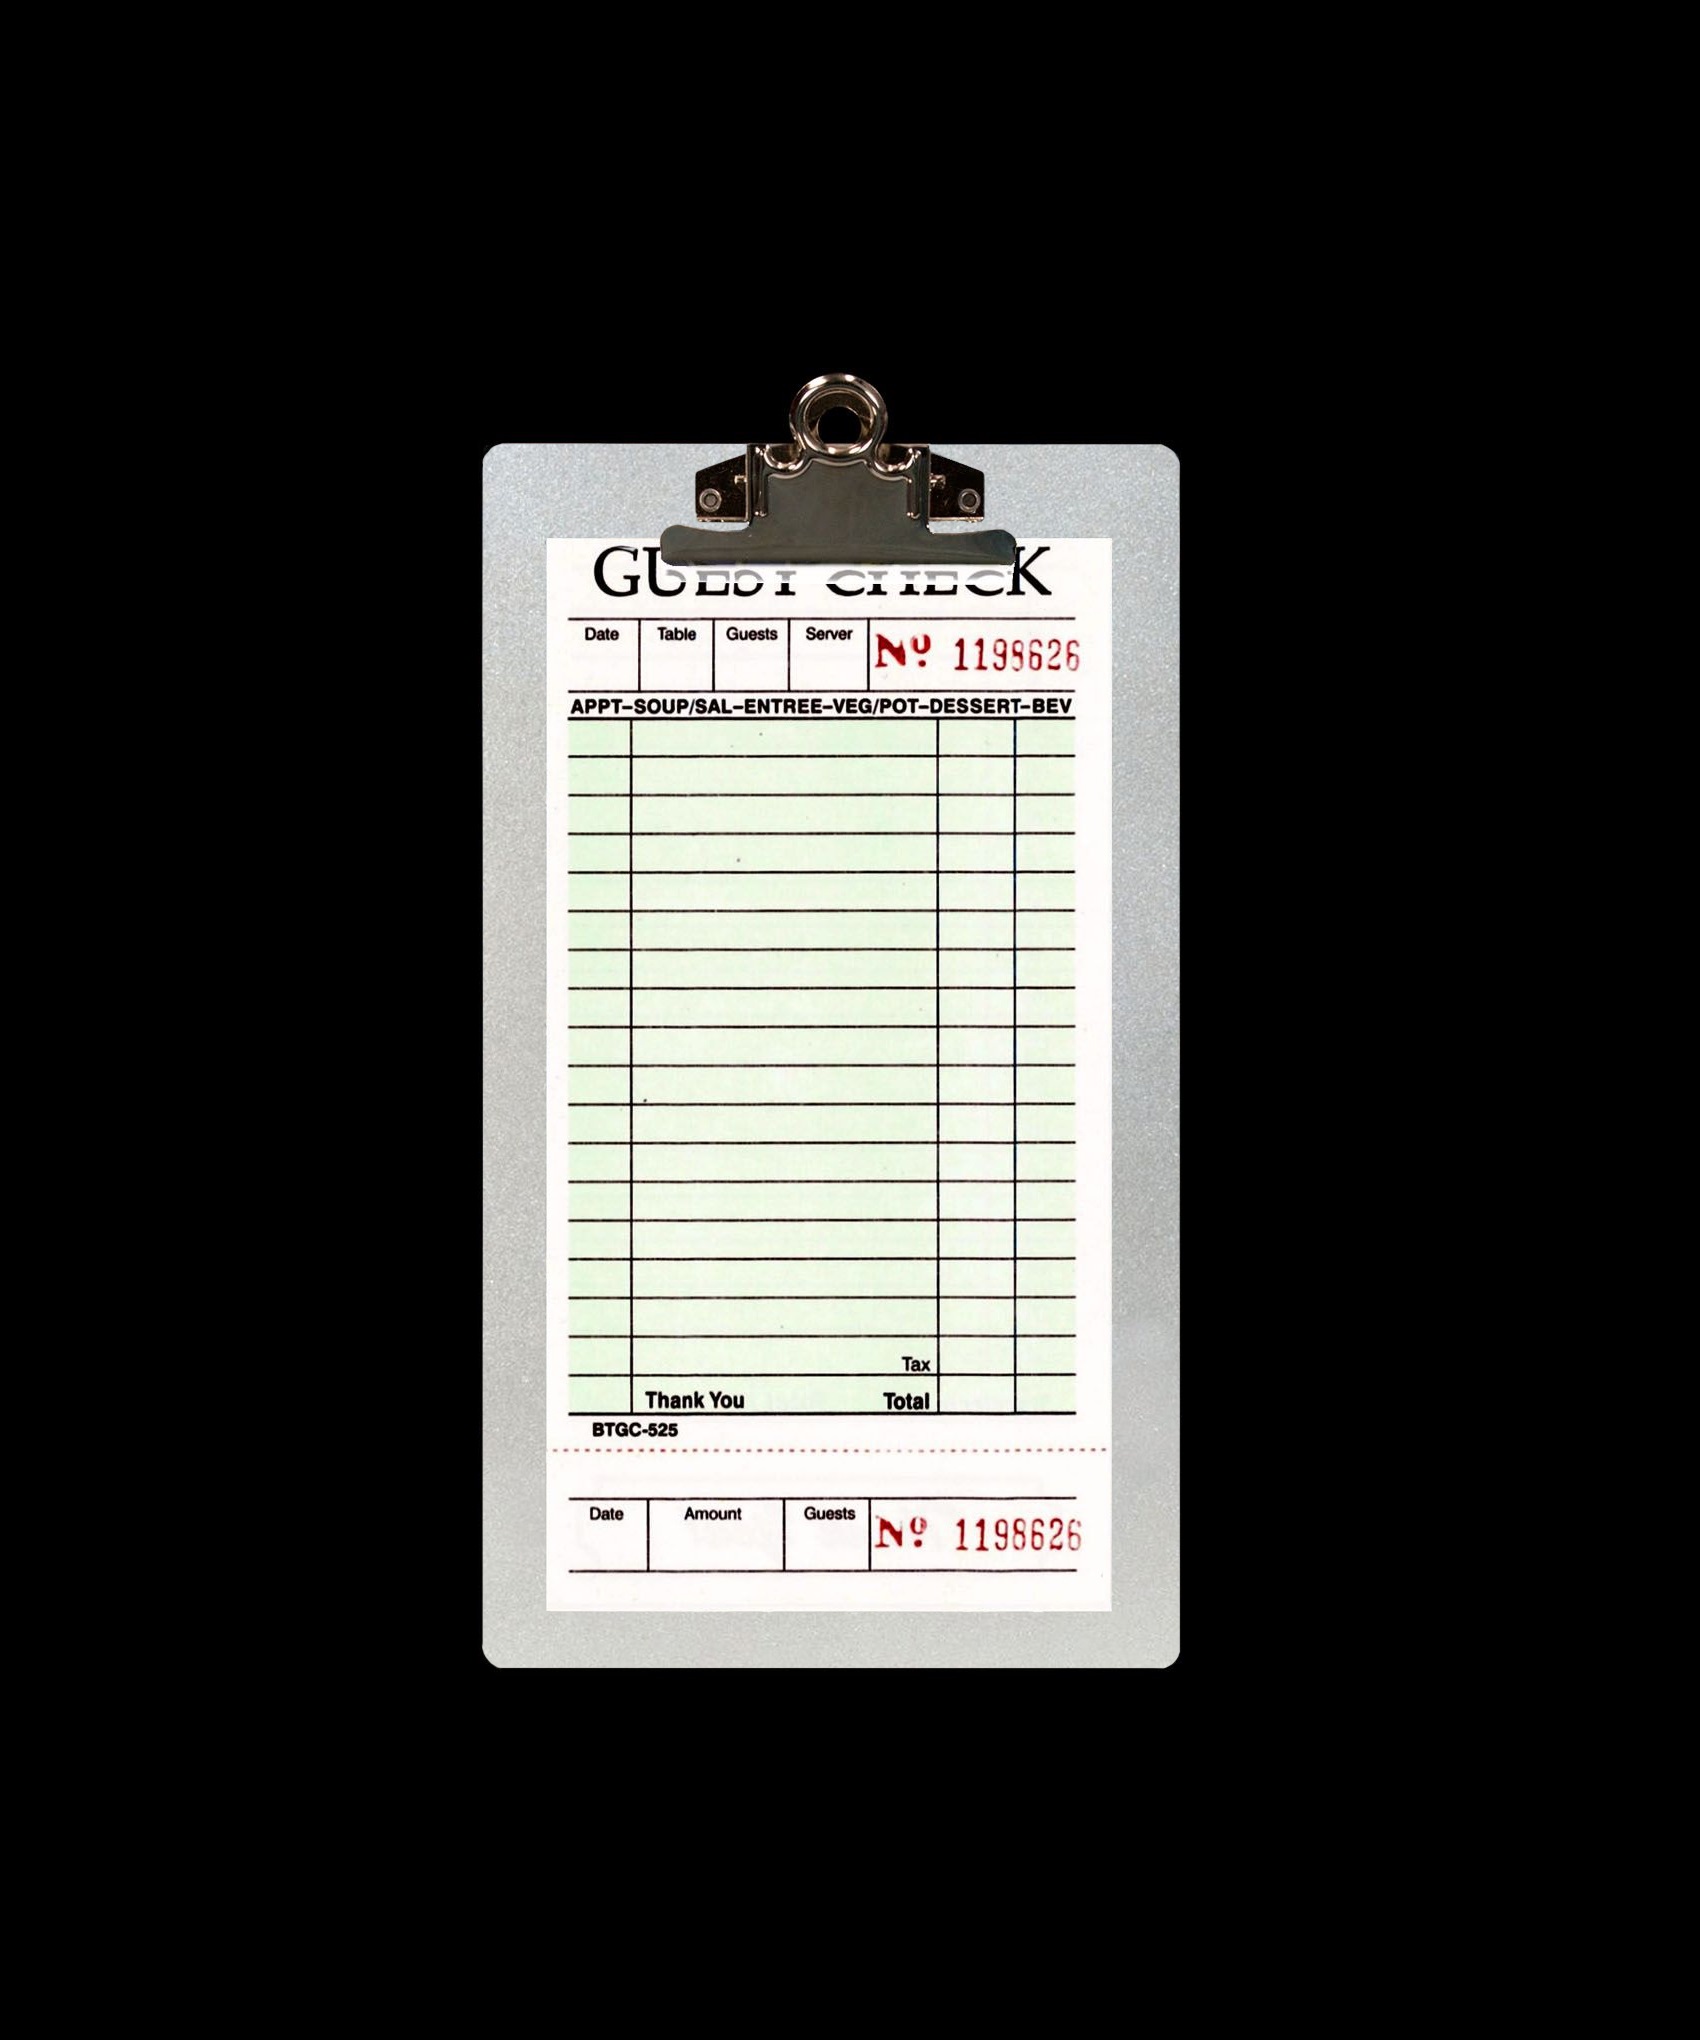 GUEST CHECK
Date Table Guests Server Nº 1198626
APPT–SOUP/SAL–ENTREE–VEG/POT–DESSERT–BEV
Tax
Thank You Total
BTGC-525
Date Amount Guests Nº 1198626